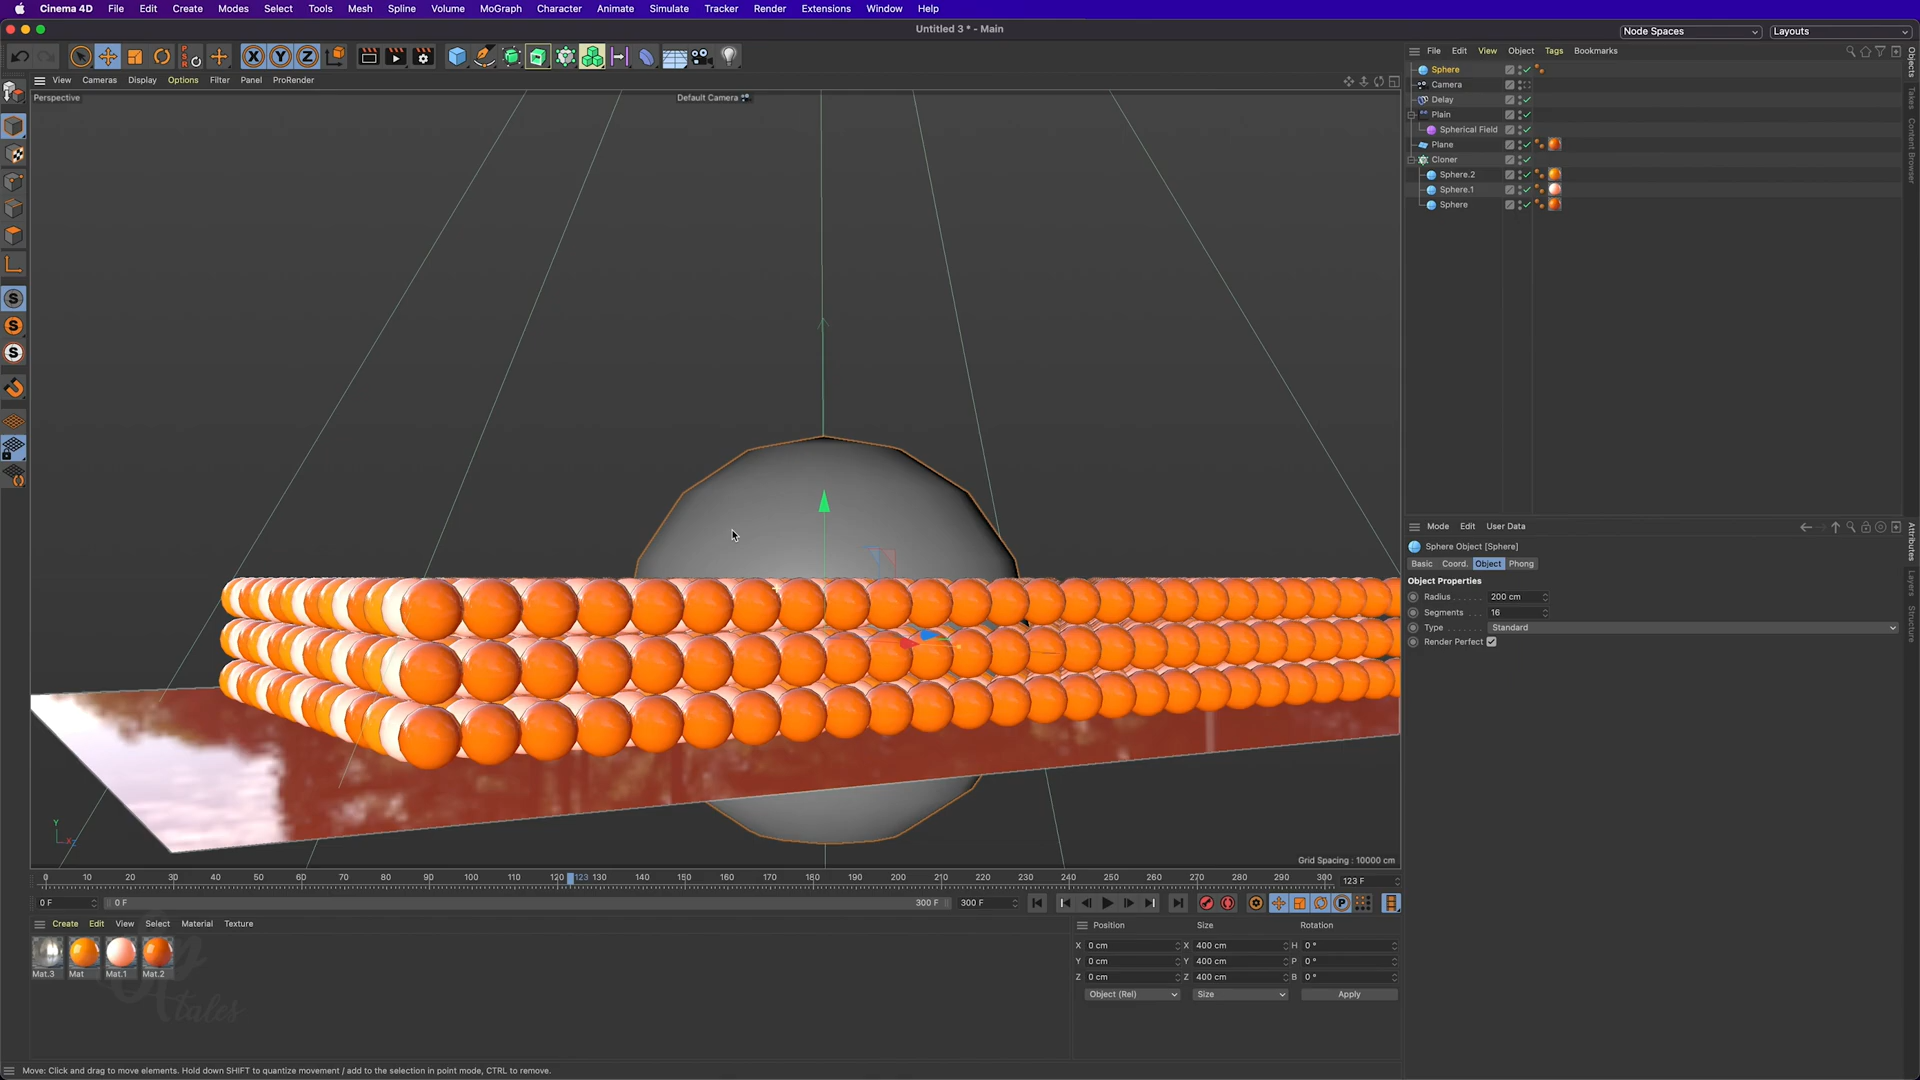 Cinema 4D File Edit Create Modes Select Tools Mesh Spline Volume MoGraph Character Animate Simulate Tracker Render Extensions Window Help
Untitled 3 * - Main
Node Spaces
Layouts
X Y Z
PSR
View Cameras Display Options Filter Panel ProRender
Perspective
Default Camera
File Edit View Object Tags Bookmarks
Sphere
Camera
Delay
Plain
Spherical Field
Plane
Cloner
Sphere.2
Sphere.1
Sphere
Objects
Takes
Content Browser
S
S
S
Mode Edit User Data
Sphere Object [Sphere]
Basic Coord. Object Phong
Object Properties
Radius . . . . . . 200 cm
Segments . . . 16
Type . . . . . . . Standard
Render Perfect
Attributes
Layers
Structure
Y
X
Z
Grid Spacing : 10000 cm
0 10 20 30 40 50 60 70 80 90 100 110 120 123 130 140 150 160 170 180 190 200 210 220 230 240 250 260 270 280 290 300
123 F
0 F
0 F
300 F
300 F
P
Create Edit View Select Material Texture
Mat.3 Mat Mat.1 Mat.2
tales
Position Size Rotation
X 0 cm X 400 cm H 0 °
Y 0 cm Y 400 cm P 0 °
Z 0 cm Z 400 cm B 0 °
Object (Rel) Size Apply
Move: Click and drag to move elements. Hold down SHIFT to quantize movement / add to the selection in point mode, CTRL to remove.